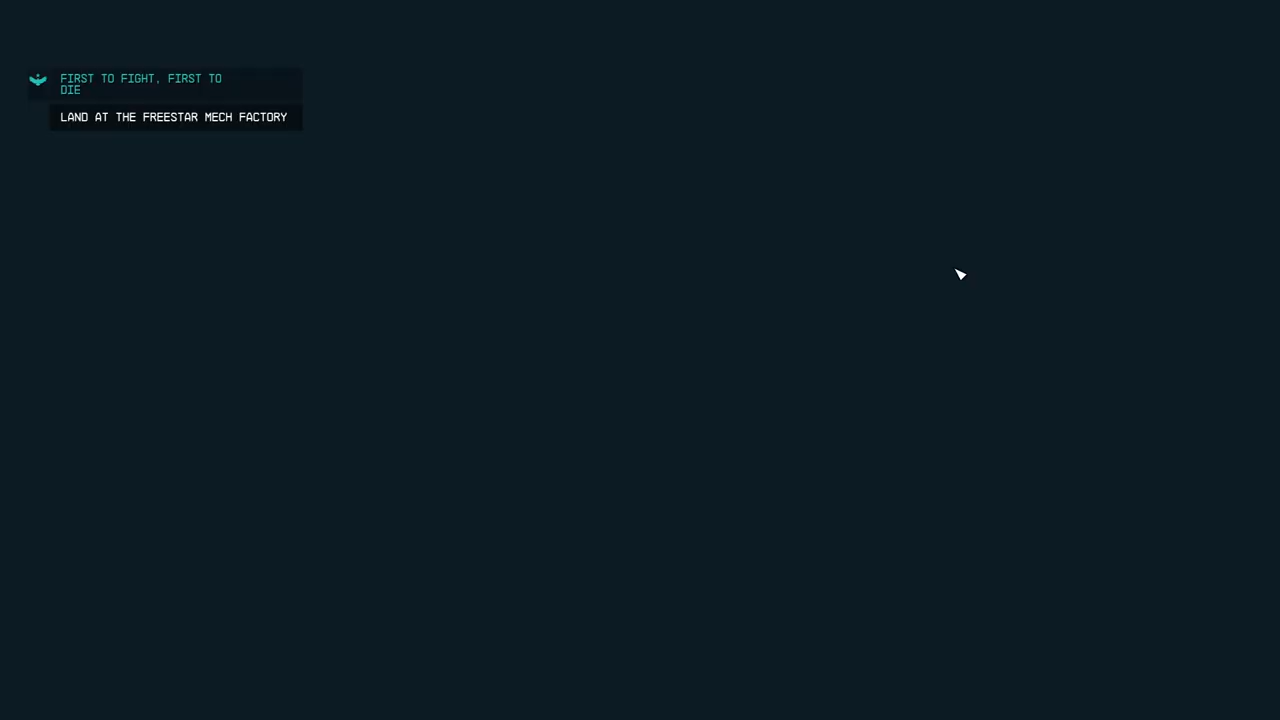 FIRST TO FIGHT, FIRST TO
DIE
LAND AT THE FREESTAR MECH FACTORY